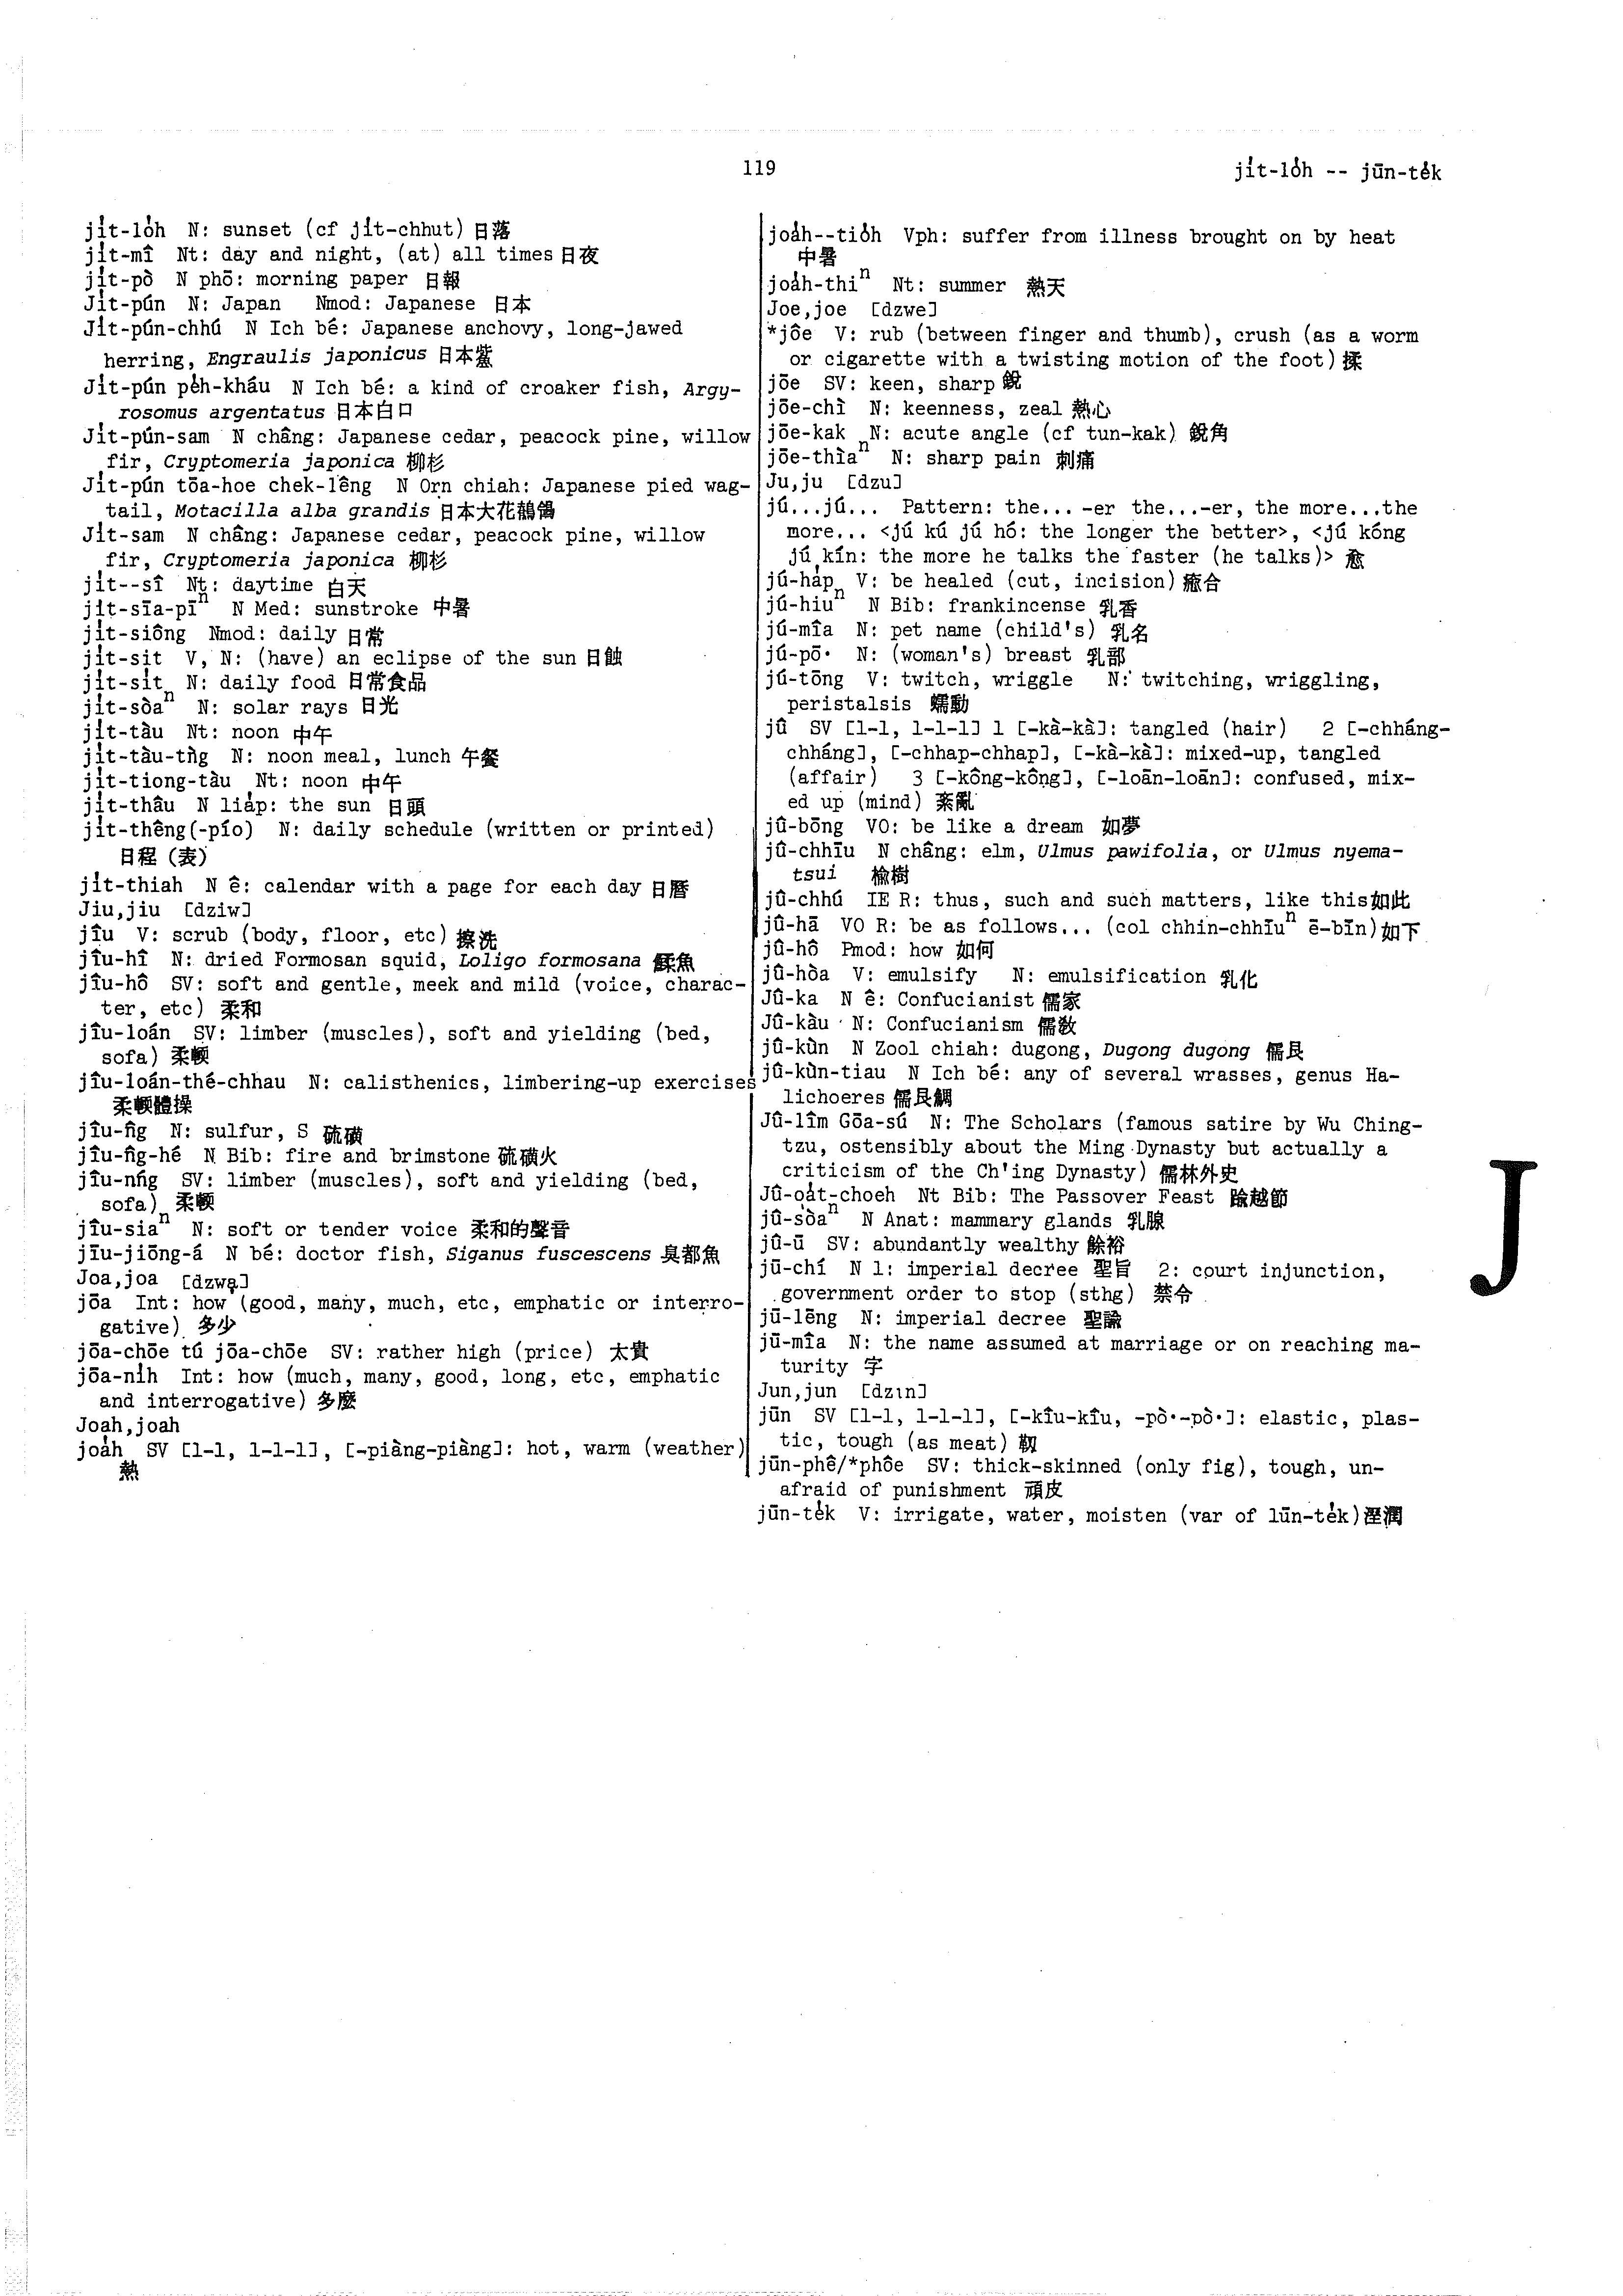 119
ji̍t-lo̍h -- jūn-te̍k
ji̍t-lo̍h N: sunset (cf ji̍t-chhut) 日落
ji̍t-mî Nt: day and night, (at) all times 日夜
ji̍t-pò N phō: morning paper 日報
Ji̍t-pún N: Japan Nmod: Japanese 日本
Ji̍t-pún-chhú N Ich bé: Japanese anchovy, long-jawed
herring, Engraulis japonicus 日本鮆
Ji̍t-pún pe̍h-kháu N Ich bé: a kind of croaker fish, Argy-
rosomus argentatus 日本白口
Ji̍t-pún-sam N châng: Japanese cedar, peacock pine, willow
fir, Cryptomeria japonica 柳杉
Ji̍t-pún tōa-hoe chek-lêng N Orn chiah: Japanese pied wag-
tail, Motacilla alba grandis 日本大花鶺鴒
Ji̍t-sam N châng: Japanese cedar, peacock pine, willow
fir, Cryptomeria japonica 柳杉
ji̍t--sî Nt: daytime 白天
ji̍t-sīa-pīⁿ N Med: sunstroke 中暑
ji̍t-siông Nmod: daily 日常
ji̍t-sit V, N: (have) an eclipse of the sun 日蝕
ji̍t-si̍t N: daily food 日常食品
ji̍t-sòaⁿ N: solar rays 日光
ji̍t-tàu Nt: noon 中午
ji̍t-tàu-tǹg N: noon meal, lunch 午餐
ji̍t-tiong-tàu Nt: noon 中午
ji̍t-thâu N lia̍p: the sun 日頭
ji̍t-thêng(-pío) N: daily schedule (written or printed)
日程(表)
ji̍t-thiah N ê: calendar with a page for each day 日曆
Jiu,jiu [dziw]
jîu V: scrub (body, floor, etc) 擦洗
jîu-hî N: dried Formosan squid, Loligo formosana 鰇魚
jîu-hô SV: soft and gentle, meek and mild (voice, charac-
ter, etc) 柔和
jîu-loán SV: limber (muscles), soft and yielding (bed,
sofa) 柔輭
jîu-loán-thé-chhau N: calisthenics, limbering-up exercises
柔輭體操
jîu-n̂g N: sulfur, S 硫磺
jîu-n̂g-hé N Bib: fire and brimstone 硫磺火
jîu-nńg SV: limber (muscles), soft and yielding (bed,
sofa) 柔輭
jîu-siaⁿ N: soft or tender voice 柔和的聲音
jīu-jiōng-á N bé: doctor fish, Siganus fuscescens 臭都魚
Joa,joa [dzwa]
jōa Int: how (good, many, much, etc, emphatic or interro-
gative) 多少
jōa-chōe tú jōa-chōe SV: rather high (price) 太貴
jōa-ni̍h Int: how (much, many, good, long, etc, emphatic
and interrogative) 多麼
Joah,joah
joa̍h SV [1-1, 1-1-1], [-piàng-piàng]: hot, warm (weather)
熱
joa̍h--tio̍h Vph: suffer from illness brought on by heat
中暑
joa̍h-thiⁿ Nt: summer 熱天
Joe,joe [dzwe]
*jôe V: rub (between finger and thumb), crush (as a worm
or cigarette with a twisting motion of the foot) 揉
jōe SV: keen, sharp 銳
jōe-chì N: keenness, zeal 熱心
jōe-kak N: acute angle (cf tun-kak) 銳角
jōe-thìaⁿ N: sharp pain 刺痛
Ju,ju [dzu]
jú...jú... Pattern: the... -er the...-er, the more...the
more... <jú kú jú hó: the longer the better>, <jú kóng
jú kín: the more he talks the faster (he talks)> 愈
jú-ha̍p V: be healed (cut, incision) 癒合
jú-hiuⁿ N Bib: frankincense 乳香
jú-mîa N: pet name (child's) 乳名
jú-pō· N: (woman's) breast 乳部
jú-tōng V: twitch, wriggle N: twitching, wriggling,
peristalsis 蠕動
jû SV [1-1, 1-1-1] 1 [-kà-kà]: tangled (hair) 2 [-chháng-
chháng], [-chhap-chhap], [-kà-kà]: mixed-up, tangled
(affair) 3 [-kông-kông], [-loān-loān]: confused, mix-
ed up (mind) 紊亂
jû-bōng VO: be like a dream 如夢
jû-chhīu N châng: elm, Ulmus pawifolia, or Ulmus nyema-
tsui 楡樹
jû-chhú IE R: thus, such and such matters, like this 如此
jû-hā VO R: be as follows... (col chhin-chhīuⁿ ē-bīn) 如下
jû-hô Pmod: how 如何
jû-hòa V: emulsify N: emulsification 乳化
Jû-ka N ê: Confucianist 儒家
Jû-kàu N: Confucianism 儒教
jû-kùn N Zool chiah: dugong, Dugong dugong 儒艮
jû-kùn-tiau N Ich bé: any of several wrasses, genus Ha-
lichoeres 儒艮鯛
Jû-lîm Gōa-sú N: The Scholars (famous satire by Wu Ching-
tzu, ostensibly about the Ming Dynasty but actually a
criticism of the Ch'ing Dynasty) 儒林外史
Jû-oa̍t-choeh Nt Bib: The Passover Feast 踰越節
jû-sòaⁿ N Anat: mammary glands 乳腺
jû-ū SV: abundantly wealthy 餘裕
jū-chí N 1: imperial decree 聖旨 2: court injunction,
government order to stop (sthg) 禁令
jū-lēng N: imperial decree 聖諭
jū-mîa N: the name assumed at marriage or on reaching ma-
turity 字
Jun,jun [dzın]
jūn SV [1-1, 1-1-1], [-kîu-kîu, -pò·-pò·]: elastic, plas-
tic, tough (as meat) 韌
jūn-phê/*phôe SV: thick-skinned (only fig), tough, un-
afraid of punishment 頑皮
jūn-te̍k V: irrigate, water, moisten (var of lūn-te̍k) 溼潤
J